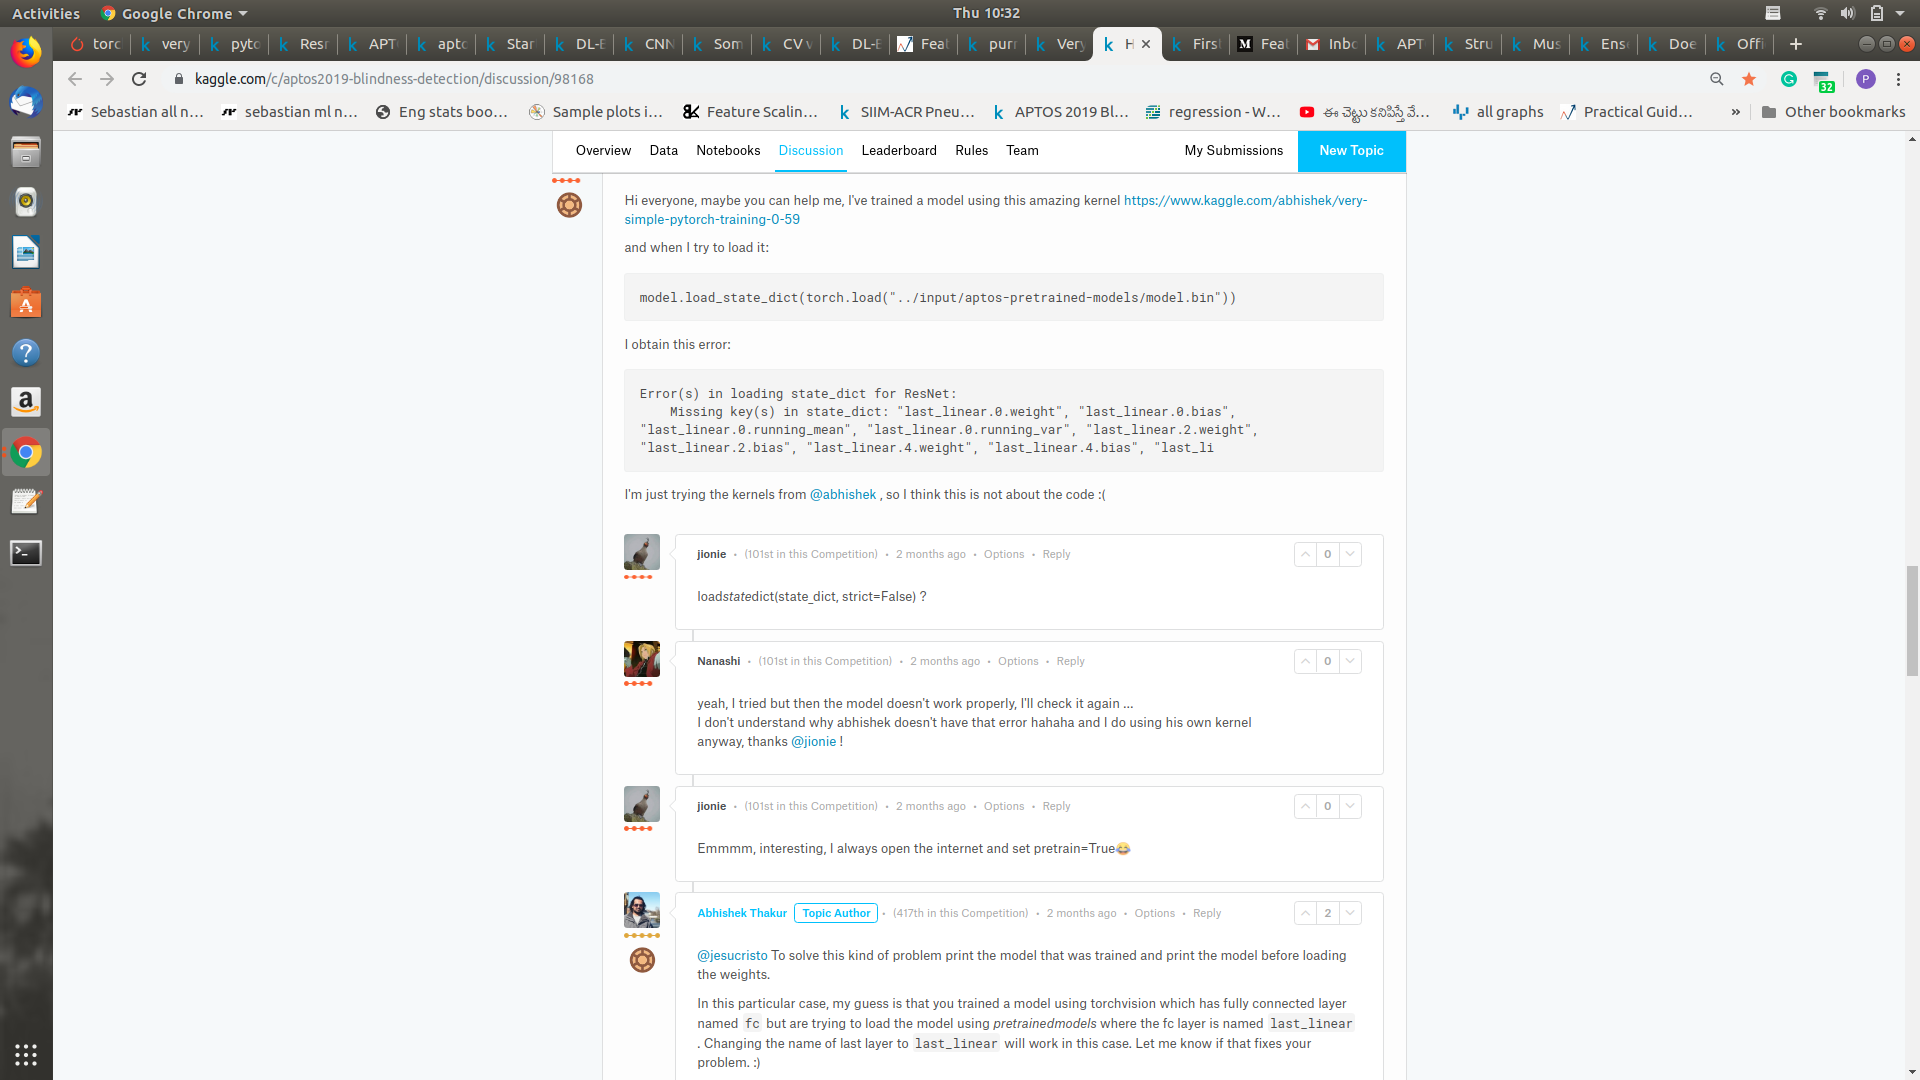 Activities Google Chrome Thu 10:32
torc very pyto Resn APT apto Star DL-E CNN Som CV v DL-E Feat purr Very H First Feat Inbo APT Stru Mus Ense Doe Offi
kaggle.com/c/aptos2019-blindness-detection/discussion/98168 32 P
Sebastian all n... sebastian ml n... Eng stats boo... Sample plots i... Feature Scalin... SIIM-ACR Pneu... APTOS 2019 Bl... regression - W... ఈ చెట్టు కనిపిస్తే వే... all graphs Practical Guid... » Other bookmarks
Overview Data Notebooks Discussion Leaderboard Rules Team My Submissions New Topic
Hi everyone, maybe you can help me, I've trained a model using this amazing kernel https://www.kaggle.com/abhishek/very-
simple-pytorch-training-0-59
and when I try to load it:
model.load_state_dict(torch.load("../input/aptos-pretrained-models/model.bin"))
I obtain this error:
Error(s) in loading state_dict for ResNet:
Missing key(s) in state_dict: "last_linear.0.weight", "last_linear.0.bias",
"last_linear.0.running_mean", "last_linear.0.running_var", "last_linear.2.weight",
"last_linear.2.bias", "last_linear.4.weight", "last_linear.4.bias", "last_li
I'm just trying the kernels from @abhishek , so I think this is not about the code :(
jionie • (101st in this Competition) • 2 months ago • Options • Reply 0
loadstatedict(state_dict, strict=False) ?
Nanashi • (101st in this Competition) • 2 months ago • Options • Reply 0
yeah, I tried but then the model doesn't work properly, I'll check it again ...
I don't understand why abhishek doesn't have that error hahaha and I do using his own kernel
anyway, thanks @jionie !
jionie • (101st in this Competition) • 2 months ago • Options • Reply 0
Emmmm, interesting, I always open the internet and set pretrain=True😂
Abhishek Thakur Topic Author • (417th in this Competition) • 2 months ago • Options • Reply 2
@jesucristo To solve this kind of problem print the model that was trained and print the model before loading
the weights.
In this particular case, my guess is that you trained a model using torchvision which has fully connected layer
named fc but are trying to load the model using pretrainedmodels where the fc layer is named last_linear
. Changing the name of last layer to last_linear will work in this case. Let me know if that fixes your
problem. :)